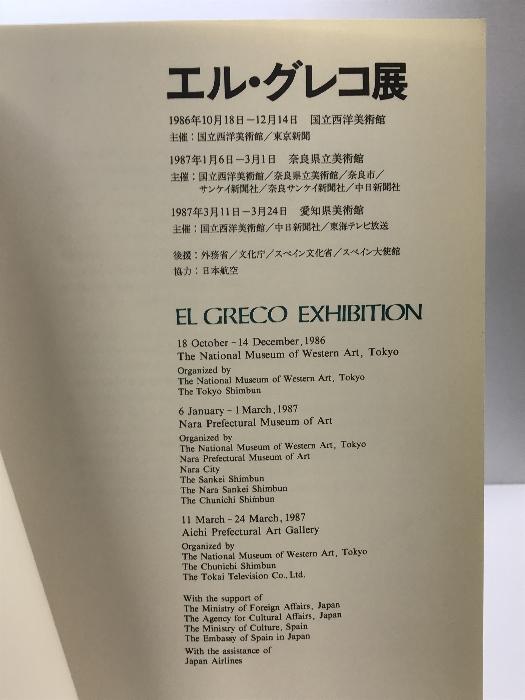 エル・グレコ展
1986年10月18日－12月14日　国立西洋美術館
主催：国立西洋美術館／東京新聞
1987年1月6日－3月1日　奈良県立美術館
主催：国立西洋美術館／奈良県立美術館／奈良市／
サンケイ新聞社／奈良サンケイ新聞社／中日新聞社
1987年3月11日－3月24日　愛知県美術館
主催：国立西洋美術館／中日新聞社／東海テレビ放送
後援：外務省／文化庁／スペイン文化省／スペイン大使館
協力：日本航空
EL GRECO EXHIBITION
18 October – 14 December, 1986
The National Museum of Western Art, Tokyo
Organized by
The National Museum of Western Art, Tokyo
The Tokyo Shimbun
6 January – 1 March, 1987
Nara Prefectural Museum of Art
Organized by
The National Museum of Western Art, Tokyo
Nara Prefectural Museum of Art
Nara City
The Sankei Shimbun
The Nara Sankei Shimbun
The Chunichi Shimbun
11 March – 24 March, 1987
Aichi Prefectural Art Gallery
Organized by
The National Museum of Western Art, Tokyo
The Chunichi Shimbun
The Tokai Television Co., Ltd.
With the support of
The Ministry of Foreign Affairs, Japan
The Agency for Cultural Affairs, Japan
The Ministry of Culture, Spain
The Embassy of Spain in Japan
With the assistance of
Japan Airlines